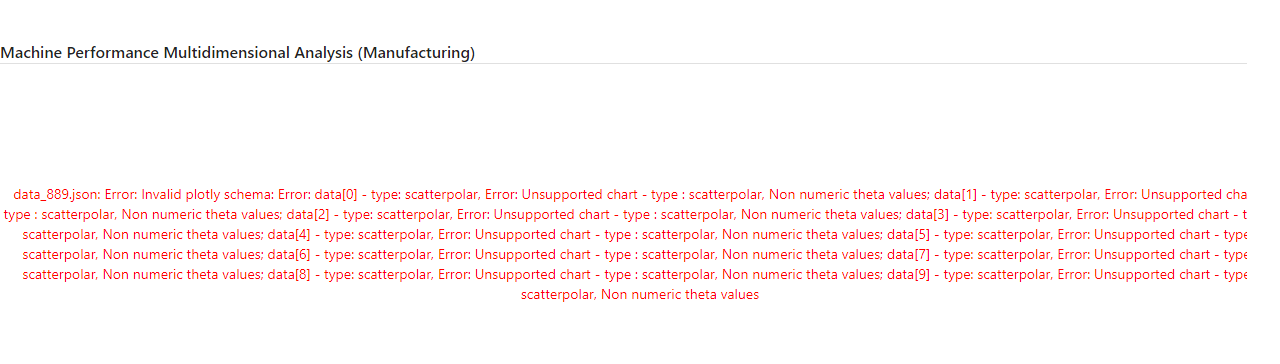 Machine Performance Multidimensional Analysis (Manufacturing)
data_889.json: Error: Invalid plotly schema: Error: data[0] - type: scatterpolar, Error: Unsupported chart - type : scatterpolar, Non numeric theta values; data[1] - type: scatterpolar, Error: Unsupported cha
type : scatterpolar, Non numeric theta values; data[2] - type: scatterpolar, Error: Unsupported chart - type : scatterpolar, Non numeric theta values; data[3] - type: scatterpolar, Error: Unsupported chart - t
scatterpolar, Non numeric theta values; data[4] - type: scatterpolar, Error: Unsupported chart - type : scatterpolar, Non numeric theta values; data[5] - type: scatterpolar, Error: Unsupported chart - type
scatterpolar, Non numeric theta values; data[6] - type: scatterpolar, Error: Unsupported chart - type : scatterpolar, Non numeric theta values; data[7] - type: scatterpolar, Error: Unsupported chart - type
scatterpolar, Non numeric theta values; data[8] - type: scatterpolar, Error: Unsupported chart - type : scatterpolar, Non numeric theta values; data[9] - type: scatterpolar, Error: Unsupported chart - type
scatterpolar, Non numeric theta values